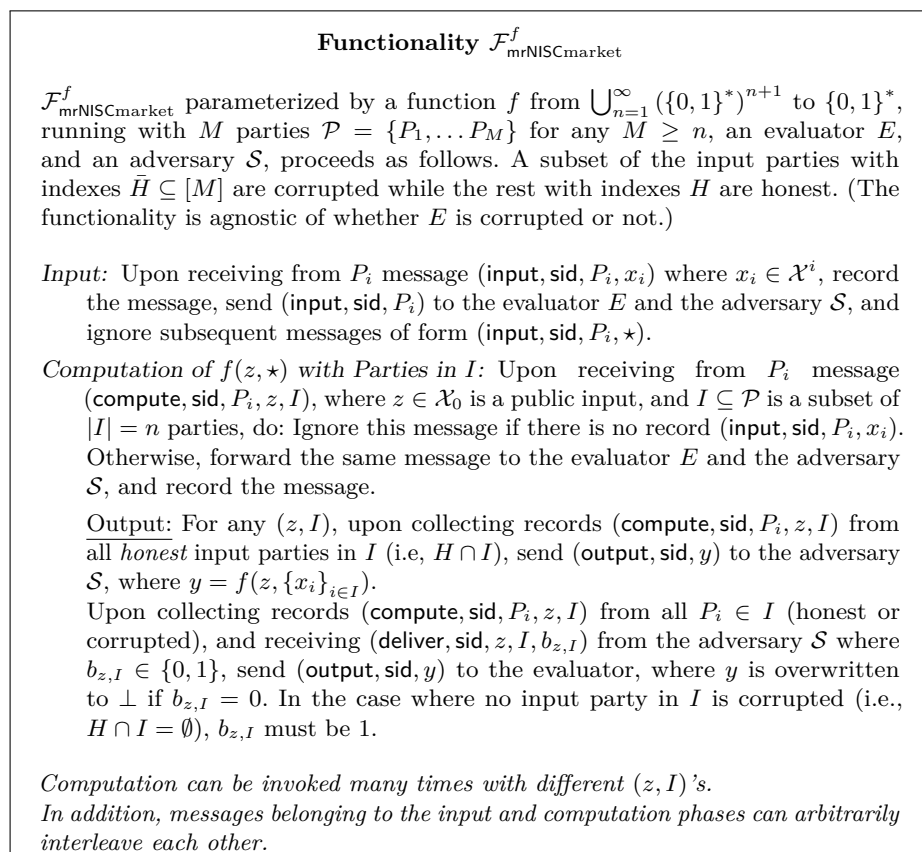 Functionality $\mathcal{F}^f_{\mathsf{mrNISCmarket}}$
$\mathcal{F}^f_{\mathsf{mrNISCmarket}}$ parameterized by a function $f$ from $\bigcup_{n=1}^{\infty} (\{0,1\}^*)^{n+1}$ to $\{0,1\}^*$,
running with $M$ parties $\mathcal{P} = \{P_1, \ldots P_M\}$ for any $M \geq n$, an evaluator $E$,
and an adversary $\mathcal{S}$, proceeds as follows. A subset of the input parties with
indexes $\bar{H} \subseteq [M]$ are corrupted while the rest with indexes $H$ are honest. (The
functionality is agnostic of whether $E$ is corrupted or not.)
Input: Upon receiving from $P_i$ message (input, sid, $P_i, x_i$) where $x_i \in \mathcal{X}^i$, record
the message, send (input, sid, $P_i$) to the evaluator $E$ and the adversary $\mathcal{S}$, and
ignore subsequent messages of form (input, sid, $P_i, \star$).
Computation of $f(z, \star)$ with Parties in $I$: Upon receiving from $P_i$ message
(compute, sid, $P_i, z, I$), where $z \in \mathcal{X}_0$ is a public input, and $I \subseteq \mathcal{P}$ is a subset of
$|I| = n$ parties, do: Ignore this message if there is no record (input, sid, $P_i, x_i$).
Otherwise, forward the same message to the evaluator $E$ and the adversary
$\mathcal{S}$, and record the message.
Output: For any $(z, I)$, upon collecting records (compute, sid, $P_i, z, I$) from
all honest input parties in $I$ (i.e, $H \cap I$), send (output, sid, $y$) to the adversary
$\mathcal{S}$, where $y = f(z, \{x_i\}_{i \in I})$.
Upon collecting records (compute, sid, $P_i, z, I$) from all $P_i \in I$ (honest or
corrupted), and receiving (deliver, sid, $z, I, b_{z,I}$) from the adversary $\mathcal{S}$ where
$b_{z,I} \in \{0,1\}$, send (output, sid, $y$) to the evaluator, where $y$ is overwritten
to $\bot$ if $b_{z,I} = 0$. In the case where no input party in $I$ is corrupted (i.e.,
$H \cap I = \emptyset$), $b_{z,I}$ must be 1.
Computation can be invoked many times with different $(z, I)$'s.
In addition, messages belonging to the input and computation phases can arbitrarily
interleave each other.